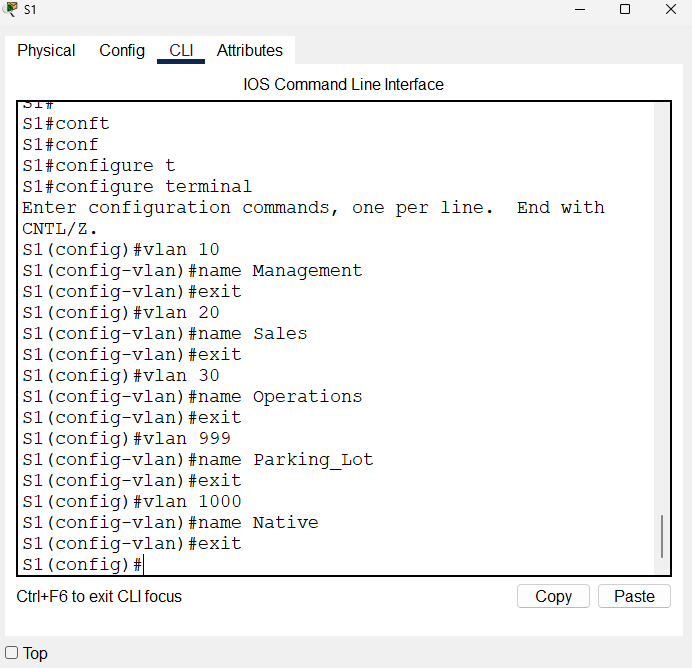 S1
Physical Config CLI Attributes
IOS Command Line Interface
S1#
S1#conft
S1#conf
S1#configure t
S1#configure terminal
Enter configuration commands, one per line.  End with
CNTL/Z.
S1(config)#vlan 10
S1(config-vlan)#name Management
S1(config-vlan)#exit
S1(config)#vlan 20
S1(config-vlan)#name Sales
S1(config-vlan)#exit
S1(config)#vlan 30
S1(config-vlan)#name Operations
S1(config-vlan)#exit
S1(config)#vlan 999
S1(config-vlan)#name Parking_Lot
S1(config-vlan)#exit
S1(config)#vlan 1000
S1(config-vlan)#name Native
S1(config-vlan)#exit
S1(config)#
Ctrl+F6 to exit CLI focus Copy Paste
Top